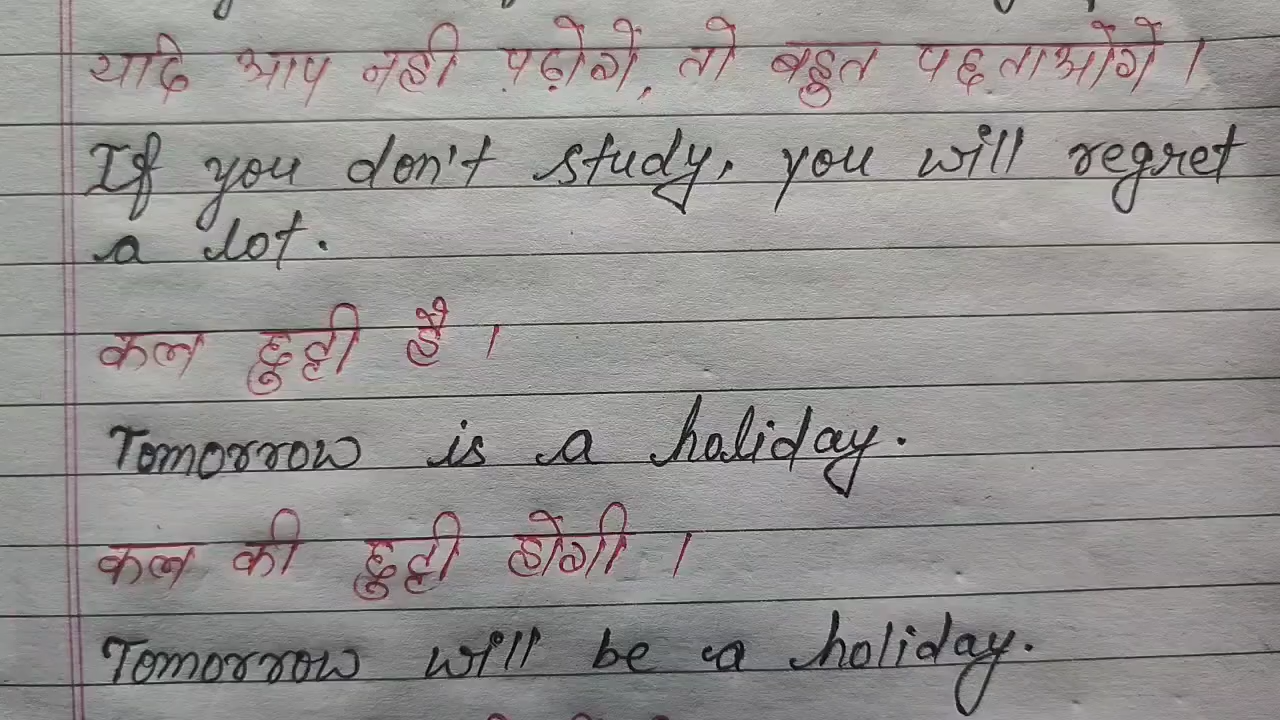 यदि आप नही पढ़ोगें, तो बहुत पछताओगें ।
If you don't study, you will regret
a lot.
कल छुट्टी है ।
Tomorrow is a holiday.
कल की छुट्टी होगी ।
Tomorrow will be a holiday.